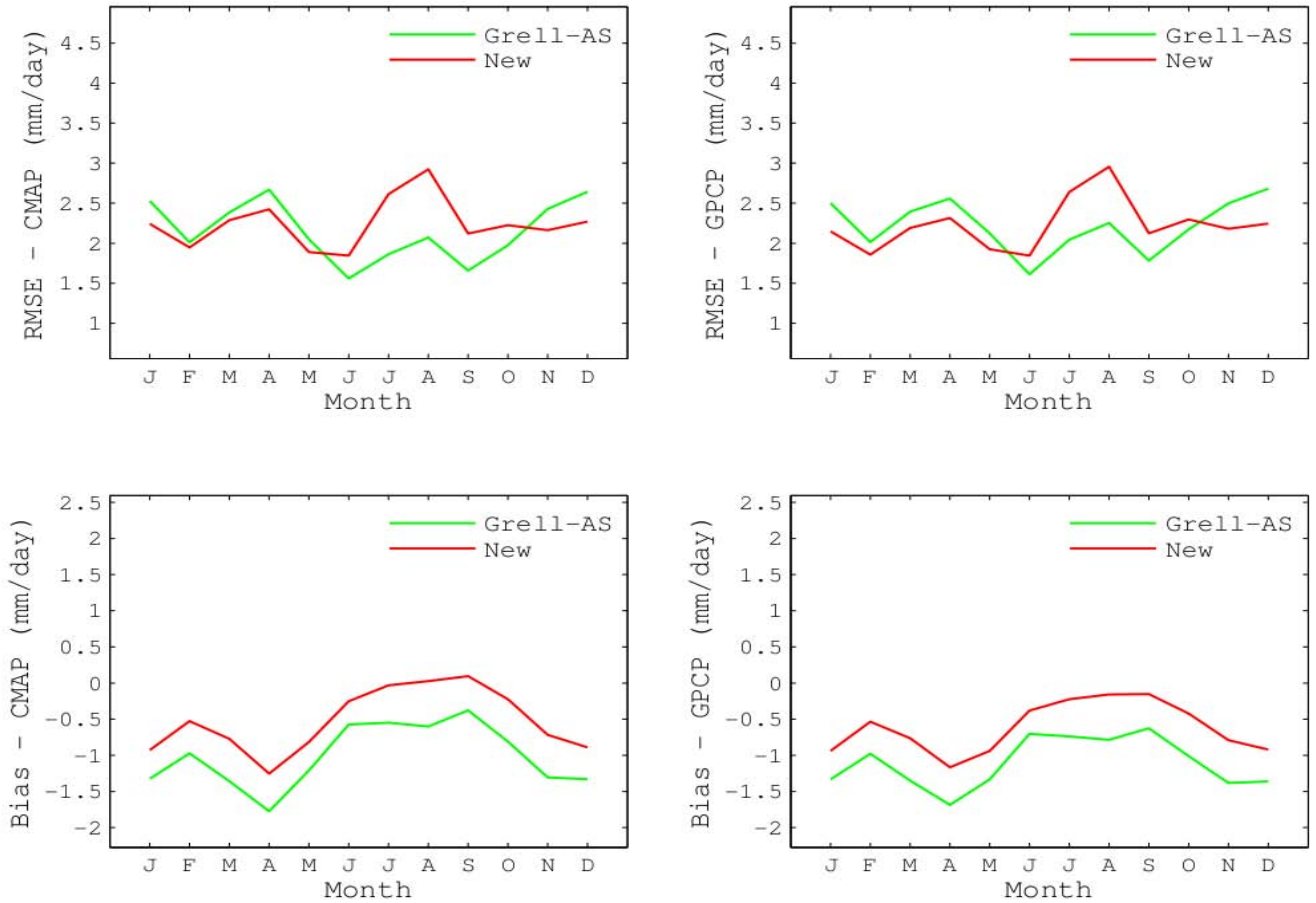 RMSE - CMAP (mm/day)
4.5
4
3.5
3
2.5
2
1.5
1
Grell-AS
New
J F M A M J J A S O N D
Month
RMSE - GPCP (mm/day)
4.5
4
3.5
3
2.5
2
1.5
1
Grell-AS
New
J F M A M J J A S O N D
Month
Bias - CMAP (mm/day)
2.5
2
1.5
1
0.5
0
-0.5
-1
-1.5
-2
Grell-AS
New
J F M A M J J A S O N D
Month
Bias - GPCP (mm/day)
2.5
2
1.5
1
0.5
0
-0.5
-1
-1.5
-2
Grell-AS
New
J F M A M J J A S O N D
Month